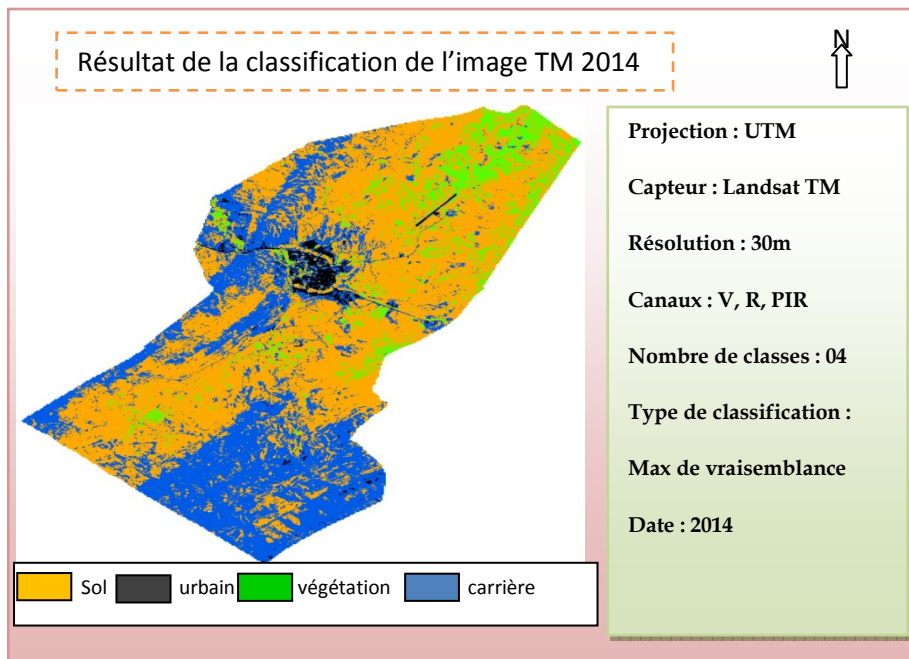 Résultat de la classification de l'image TM 2014
N
Projection : UTM
Capteur : Landsat TM
Résolution : 30m
Canaux : V, R, PIR
Nombre de classes : 04
Type de classification :
Max de vraisemblance
Date : 2014
Sol urbain végétation carrière